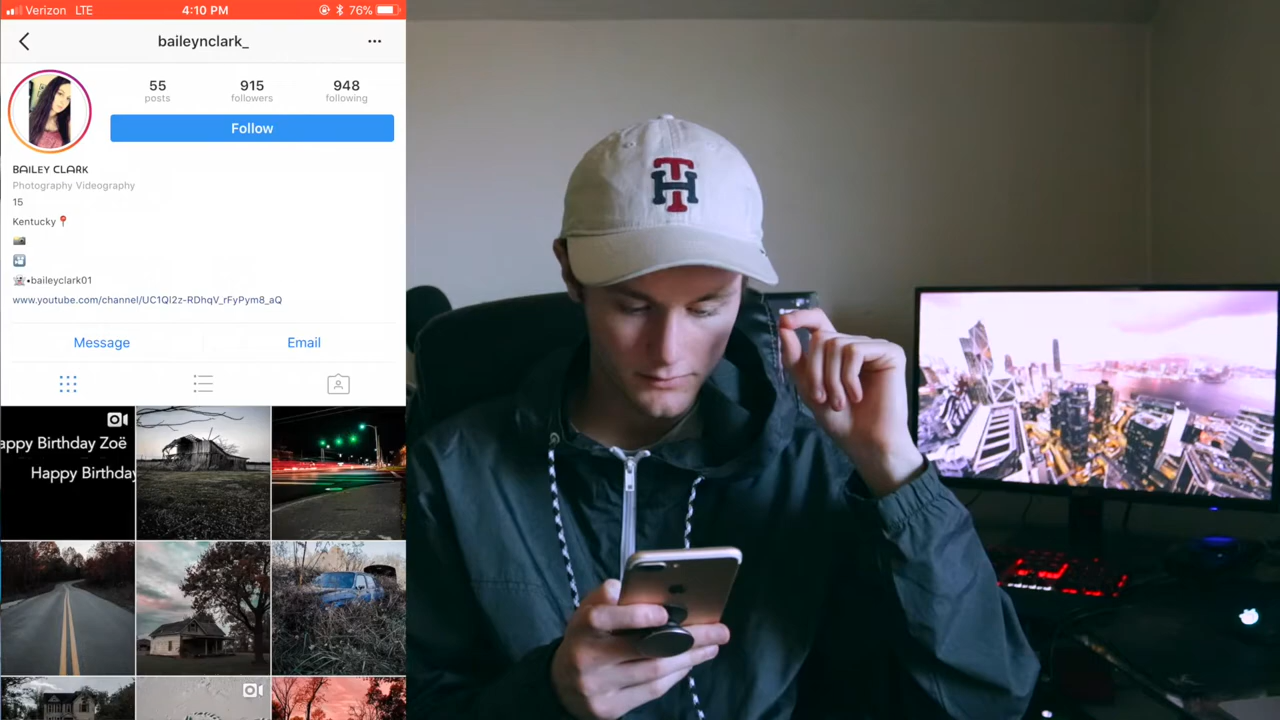 Verizon LTE 4:10 PM 76%
baileynclark_
55 915 948
posts followers following
Follow
BAILEY CLARK
Photography Videography
15
Kentucky
•baileyclark01
www.youtube.com/channel/UC1QI2z-RDhqV_rFyPym8_aQ
Message Email
appy Birthday Zoë
Happy Birthday
TH